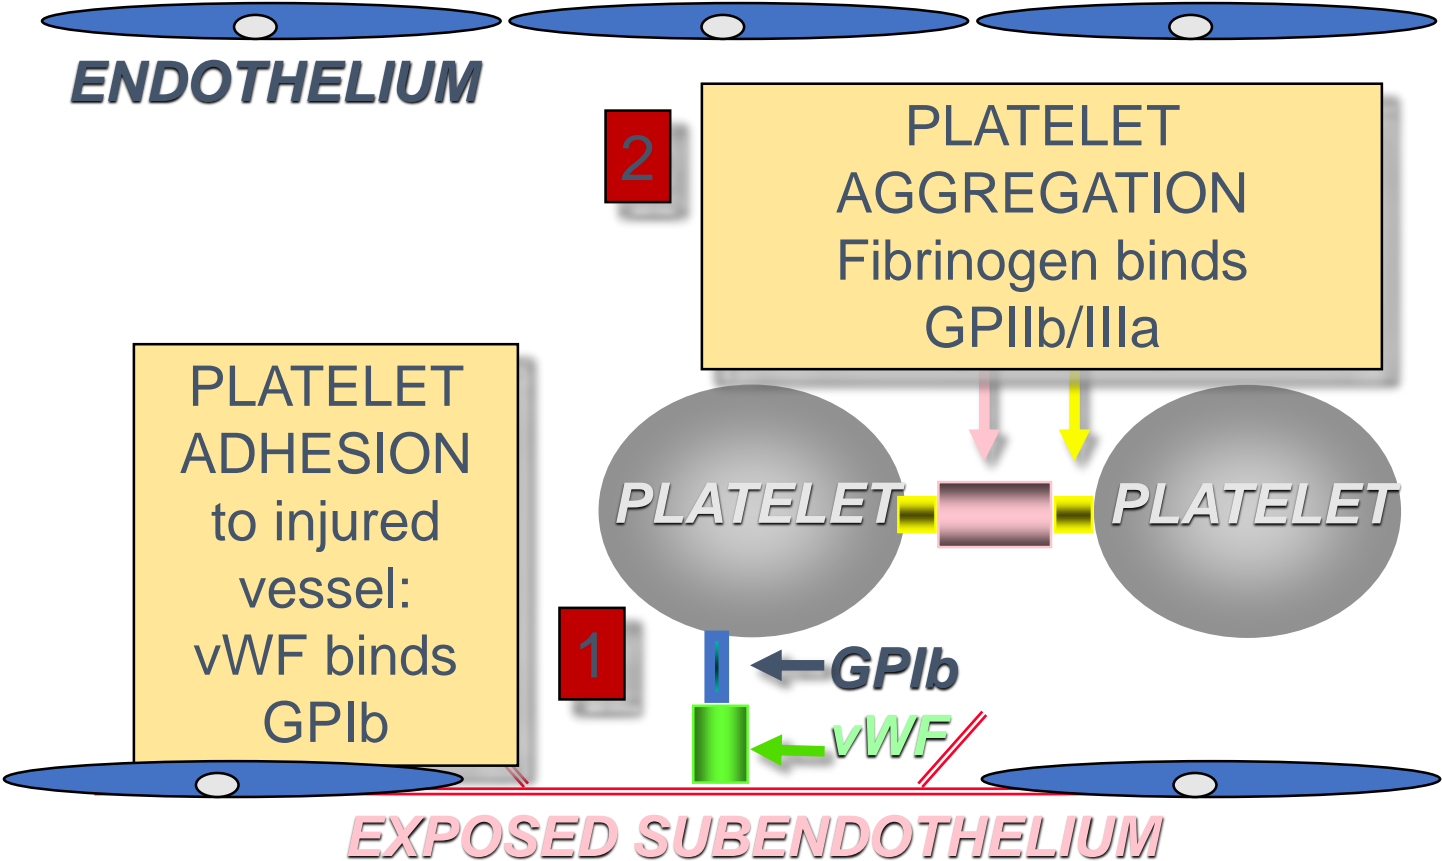 ENDOTHELIUM
2
PLATELET
AGGREGATION
Fibrinogen binds
GPIIb/IIIa
PLATELET
ADHESION
to injured
vessel:
vWF binds
GPIb
PLATELET
PLATELET
1
GPIb
vWF
EXPOSED SUBENDOTHELIUM